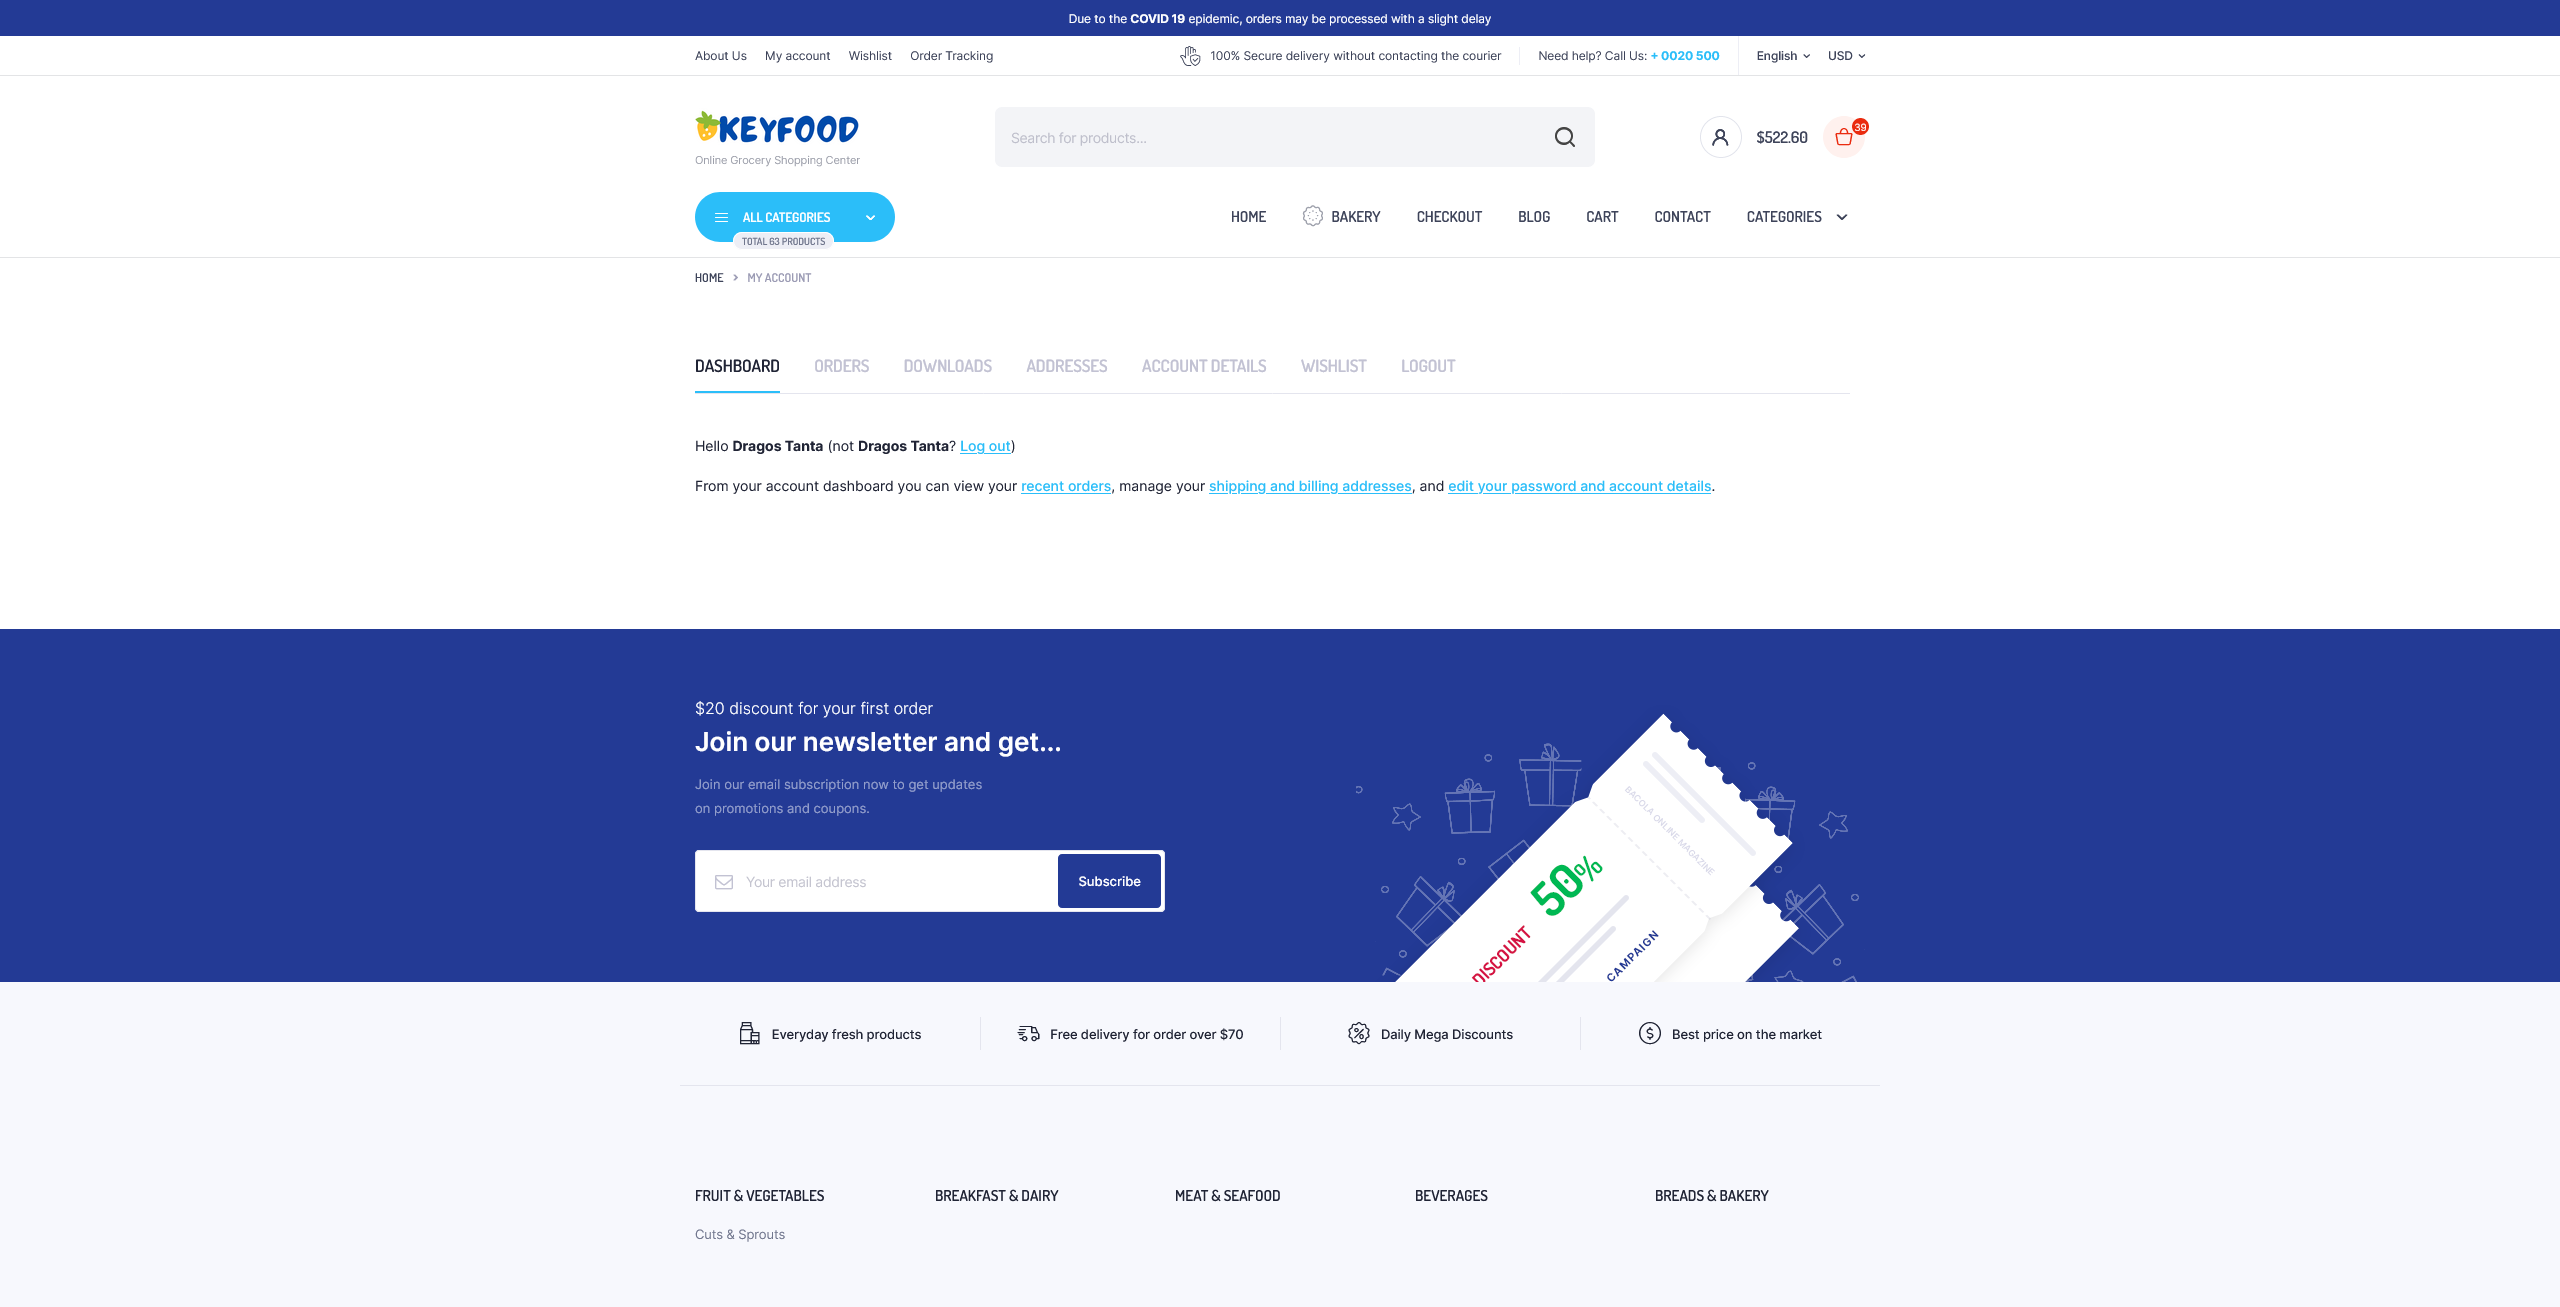 Due to the COVID 19 epidemic, orders may be processed with a slight delay
About Us My account Wishlist Order Tracking 100% Secure delivery without contacting the courier Need help? Call Us: + 0020 500 English USD
KEYFOOD
Online Grocery Shopping Center
Search for products...
$522.60 39
ALL CATEGORIES
TOTAL 63 PRODUCTS
HOME BAKERY CHECKOUT BLOG CART CONTACT CATEGORIES
HOME MY ACCOUNT
DASHBOARD ORDERS DOWNLOADS ADDRESSES ACCOUNT DETAILS WISHLIST LOGOUT
Hello Dragos Tanta (not Dragos Tanta? Log out)
From your account dashboard you can view your recent orders, manage your shipping and billing addresses, and edit your password and account details.
$20 discount for your first order
Join our newsletter and get...
Join our email subscription now to get updates
on promotions and coupons.
Your email address Subscribe
BACOLA ONLINE MAGAZINE
50%
DISCOUNT
CAMPAIGN
Everyday fresh products Free delivery for order over $70 Daily Mega Discounts Best price on the market
FRUIT & VEGETABLES BREAKFAST & DAIRY MEAT & SEAFOOD BEVERAGES BREADS & BAKERY
Cuts & Sprouts